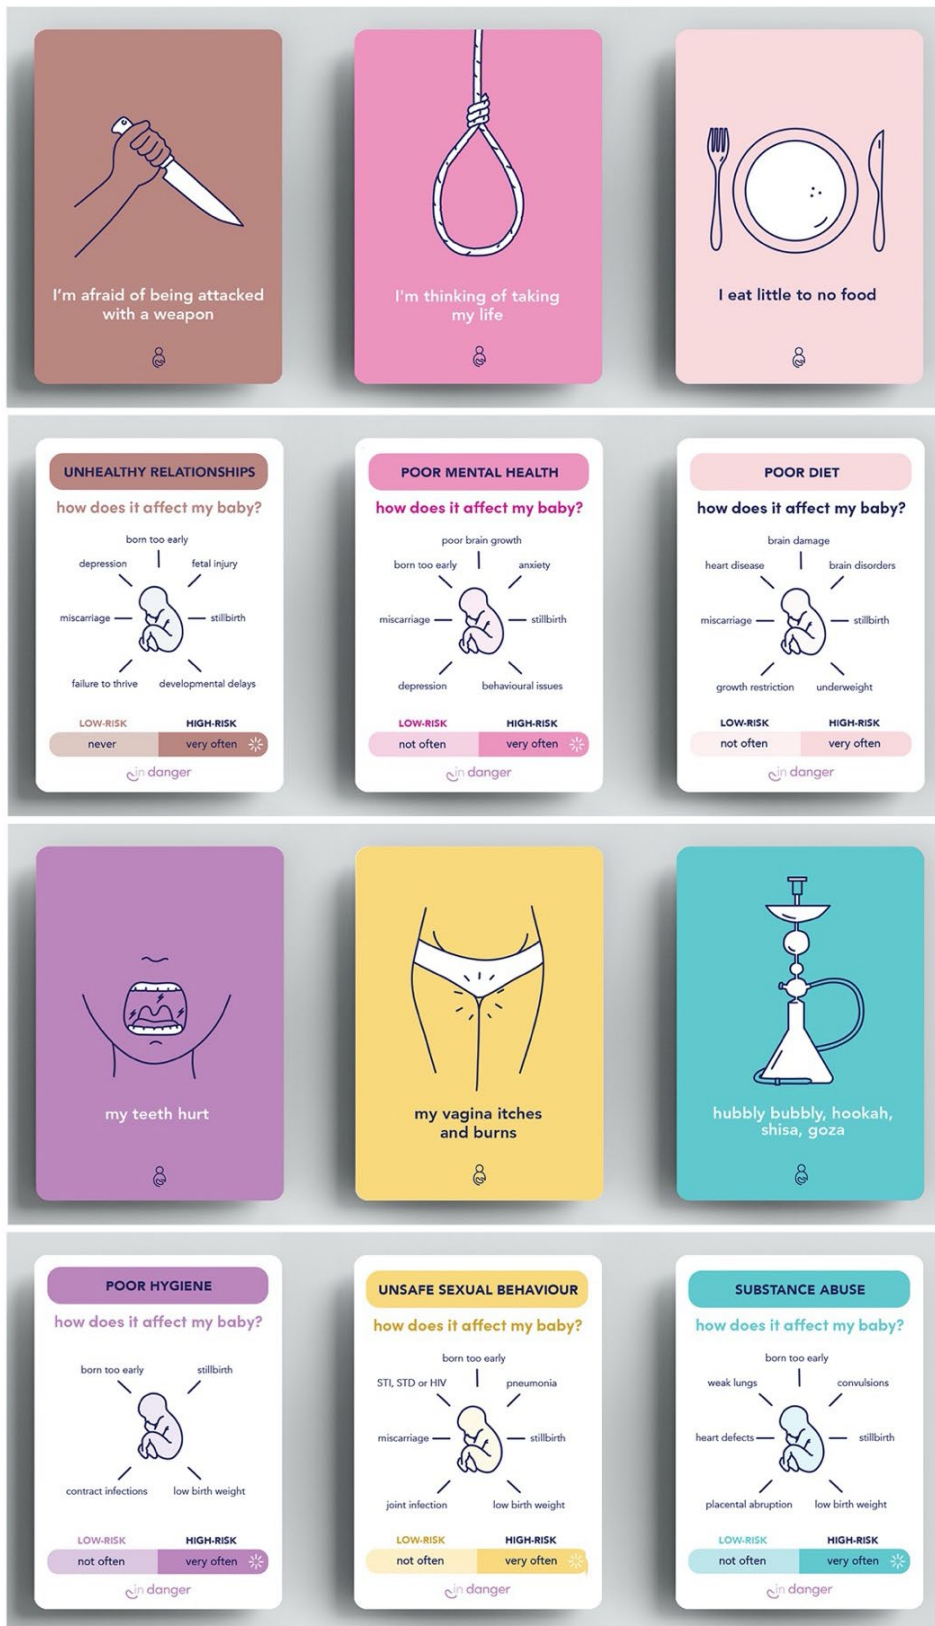 I'm afraid of being attacked
with a weapon
I'm thinking of taking
my life
I eat little to no food
UNHEALTHY RELATIONSHIPS
how does it affect my baby?
born too early
depression
fetal injury
miscarriage
stillbirth
failure to thrive
developmental delays
LOW-RISK
HIGH-RISK
never
very often
in danger
POOR MENTAL HEALTH
how does it affect my baby?
poor brain growth
born too early
anxiety
miscarriage
stillbirth
depression
behavioural issues
LOW-RISK
HIGH-RISK
not often
very often
in danger
POOR DIET
how does it affect my baby?
brain damage
heart disease
brain disorders
miscarriage
stillbirth
growth restriction
underweight
LOW-RISK
HIGH-RISK
not often
very often
in danger
my teeth hurt
my vagina itches
and burns
hubbly bubbly, hookah,
shisa, goza
POOR HYGIENE
how does it affect my baby?
born too early
stillbirth
contract infections
low birth weight
LOW-RISK
HIGH-RISK
not often
very often
in danger
UNSAFE SEXUAL BEHAVIOUR
how does it affect my baby?
born too early
STI, STD or HIV
pneumonia
miscarriage
stillbirth
joint infection
low birth weight
LOW-RISK
HIGH-RISK
not often
very often
in danger
SUBSTANCE ABUSE
how does it affect my baby?
born too early
weak lungs
convulsions
heart defects
stillbirth
placental abruption
low birth weight
LOW-RISK
HIGH-RISK
not often
very often
in danger